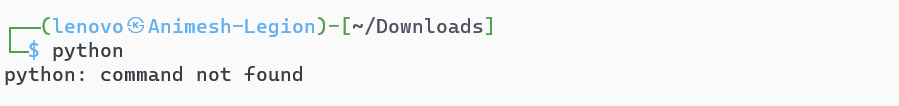 ┌──(lenovo㉿Animesh-Legion)-[~/Downloads]
└─$ python
python: command not found